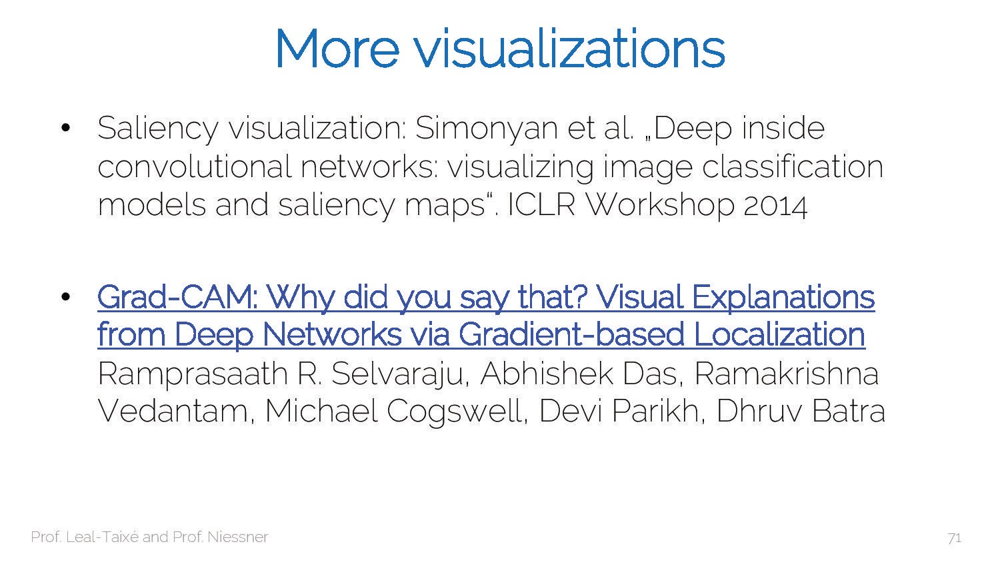 More visualizations
• Saliency visualization: Simonyan et al. „Deep inside
convolutional networks: visualizing image classification
models and saliency maps“. ICLR Workshop 2014
• Grad-CAM: Why did you say that? Visual Explanations
from Deep Networks via Gradient-based Localization
Ramprasaath R. Selvaraju, Abhishek Das, Ramakrishna
Vedantam, Michael Cogswell, Devi Parikh, Dhruv Batra
Prof. Leal-Taixé and Prof. Niessner
71